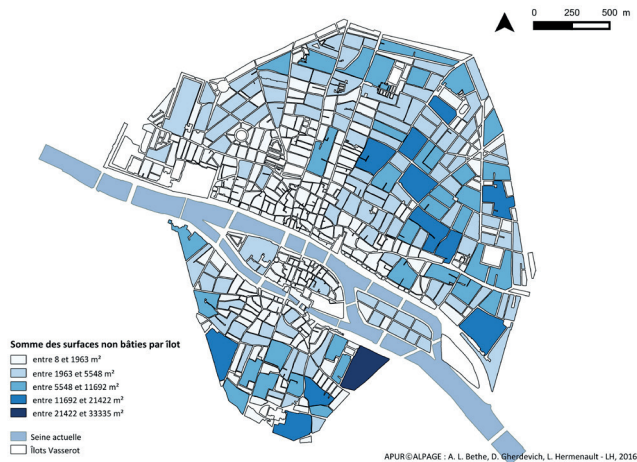 0 250 500 m
Somme des surfaces non bâties par îlot
entre 8 et 1963 m²
entre 1963 et 5548 m²
entre 5548 et 11692 m²
entre 11692 et 21422 m²
entre 21422 et 33335 m²
Seine actuelle
Îlots Vasserot
APUR©ALPAGE : A. L. Bethe, D. Gherdevich, L. Hermenault - LH, 2016